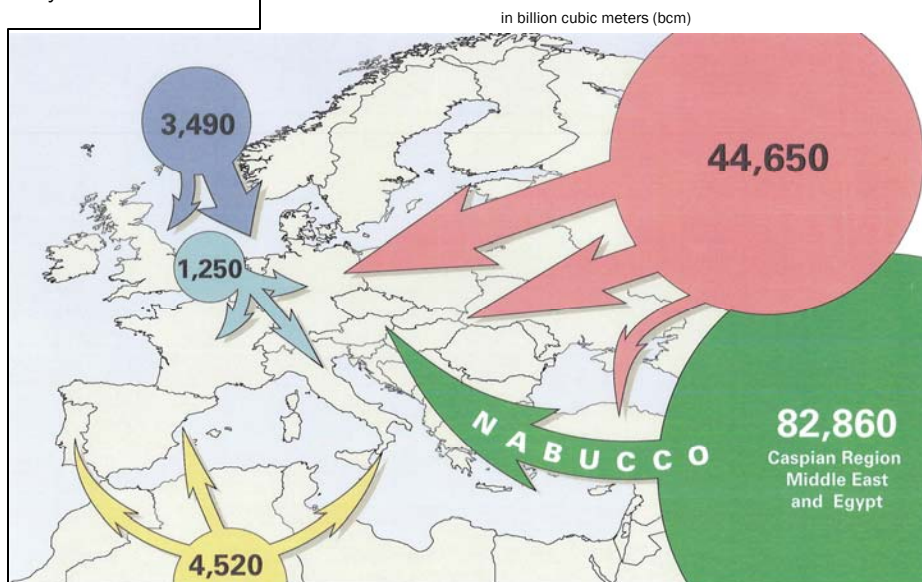 in billion cubic meters (bcm)
3,490
44,650
1,250
NABUCCO
82,860
Caspian Region
Middle East
and Egypt
4,520